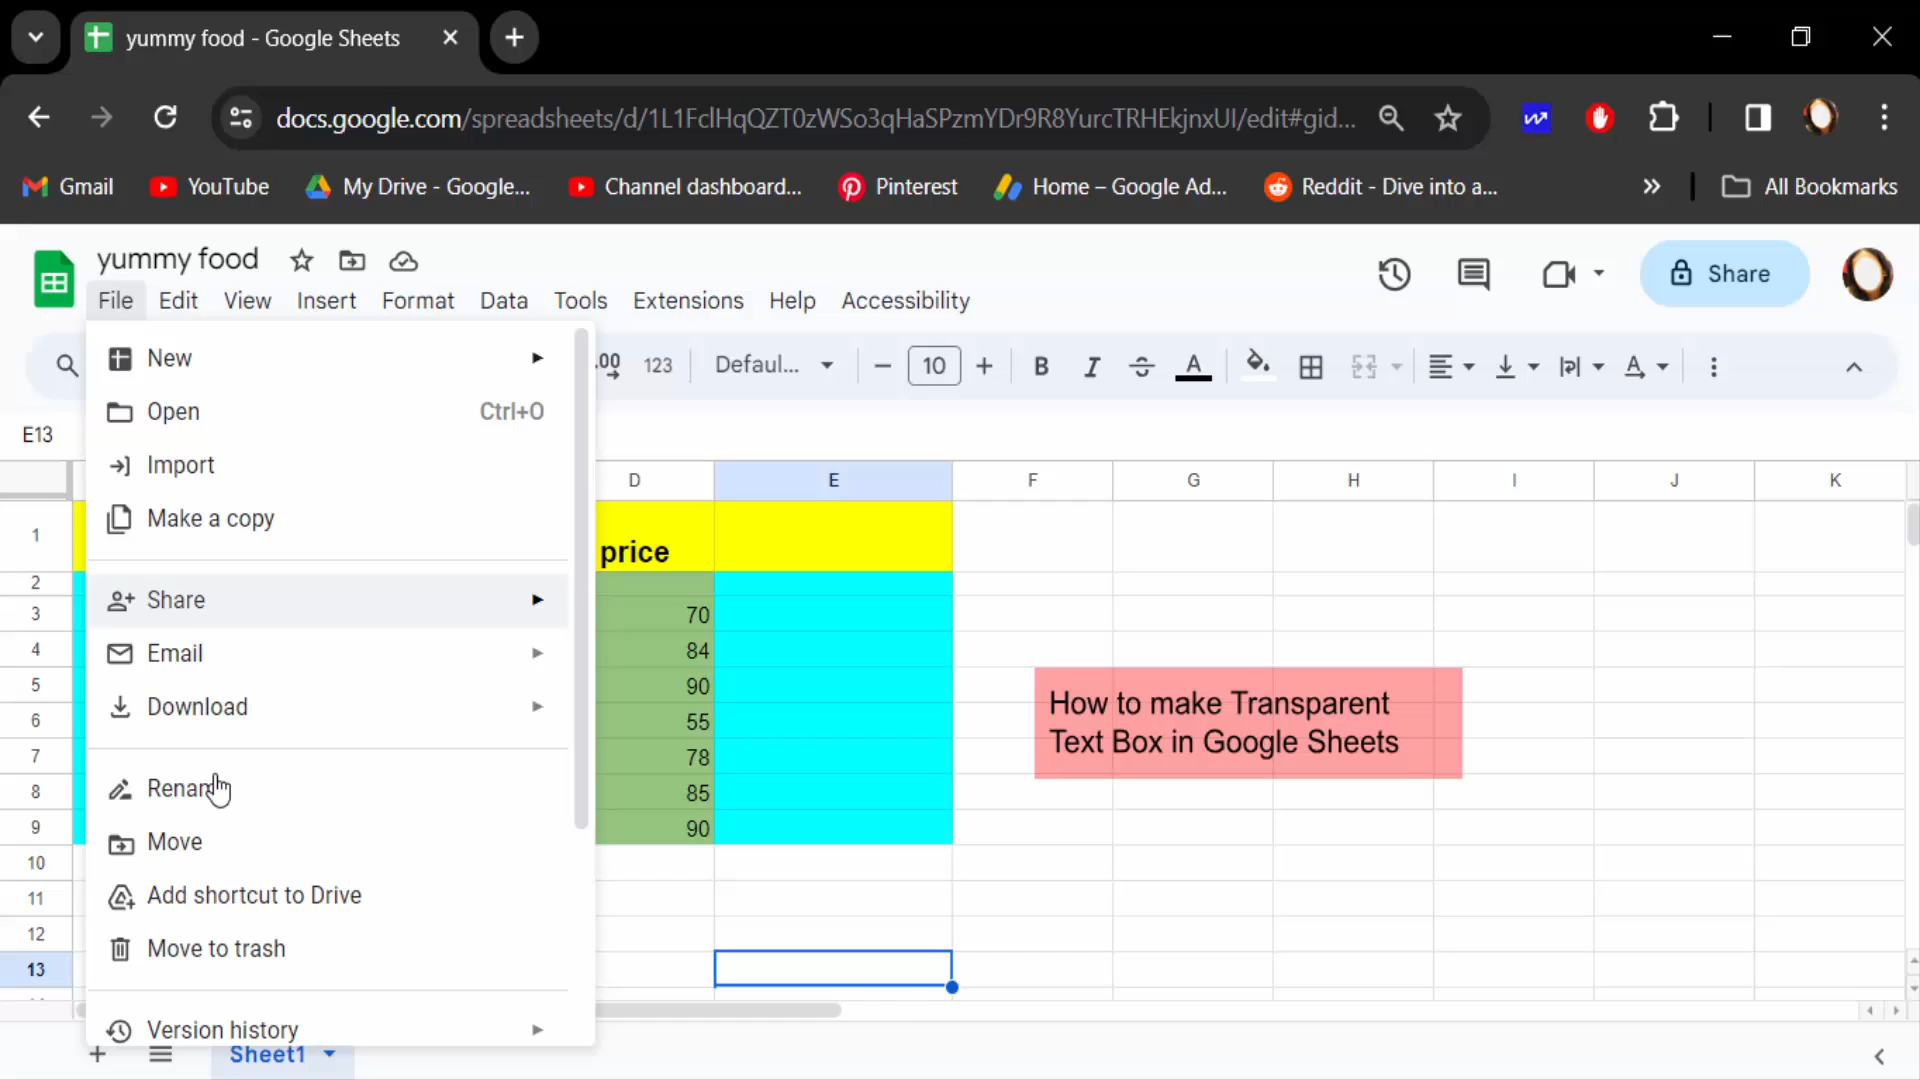 yummy food - Google Sheets
docs.google.com/spreadsheets/d/1L1FclHqQZT0zWSo3qHaSPzmYDr9R8YurcTRHEkjnxUI/edit#gid...
Gmail YouTube My Drive - Google... Channel dashboard... Pinterest Home – Google Ad... Reddit - Dive into a... » All Bookmarks
yummy food
Share
File Edit View Insert Format Data Tools Extensions Help Accessibility
.00 123 Defaul... 10 B I S A A
E13
New
Open Ctrl+O
Import
Make a copy
Share
Email
Download
Rename
Move
Add shortcut to Drive
Move to trash
Version history
D E F G H I J K
1 price
2
3 70
4 84
5 90
6 55
7 78
8 85
9 90
10
11
12
13
How to make Transparent
Text Box in Google Sheets
Sheet1